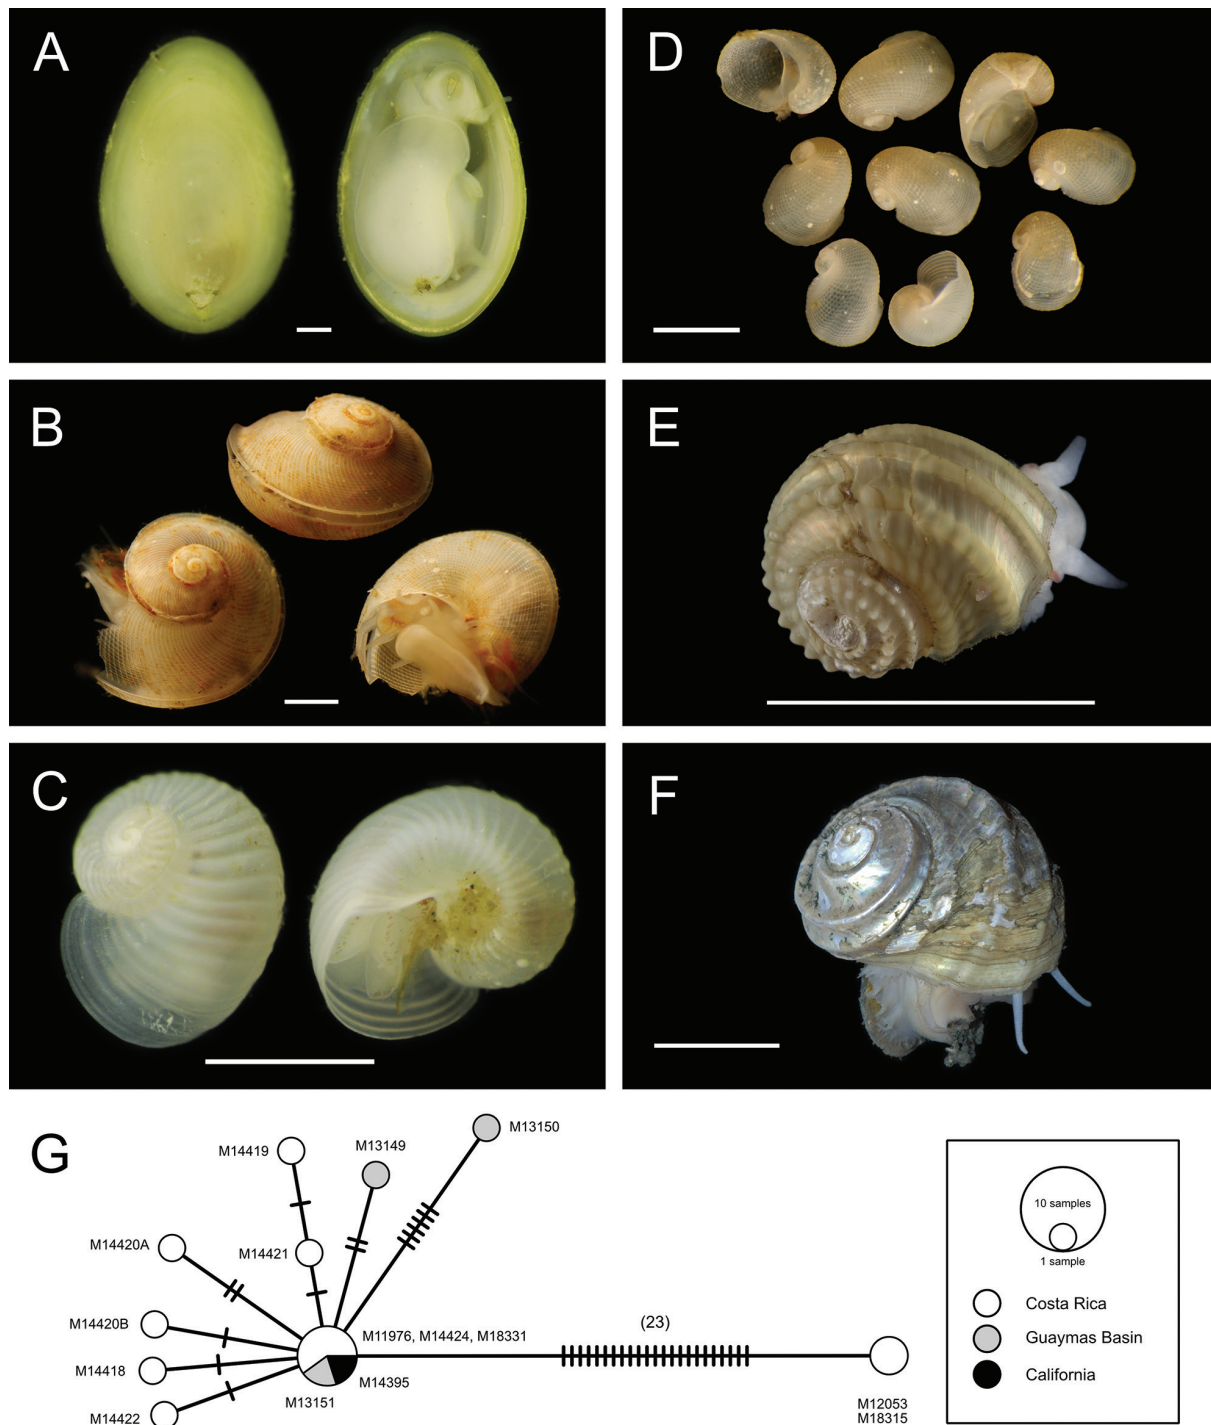 A
D
B
E
C
F
G
M14419
M13149
M13150
M14420A
M14421
M14420B
M14418
M14422
M11976, M14424, M18331
M14395
M13151
(23)
M12053
M18315
10 samples
1 sample
Costa Rica
Guaymas Basin
California